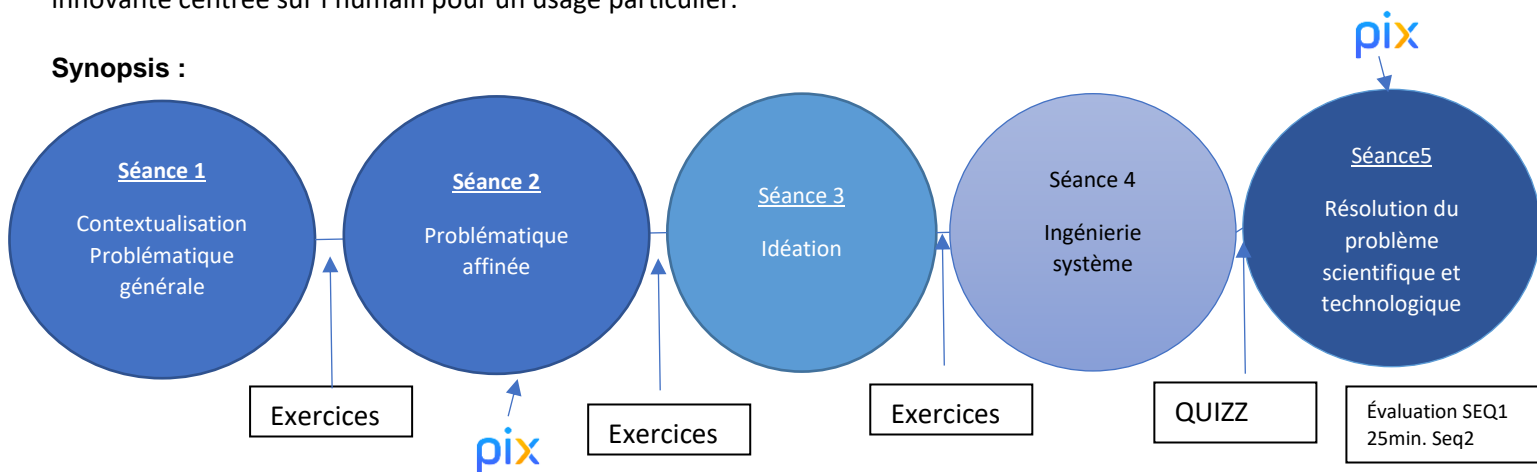 innovante centrée sur l'humain pour un usage particulier.
pix
Synopsis :
Séance 1
Contextualisation
Problématique
générale
Séance 2
Problématique
affinée
Séance 3
Idéation
Séance 4
Ingénierie
système
Séance5
Résolution du
problème
scientifique et
technologique
Exercices
pix
Exercices
Exercices
QUIZZ
Évaluation SEQ1
25min. Seq2